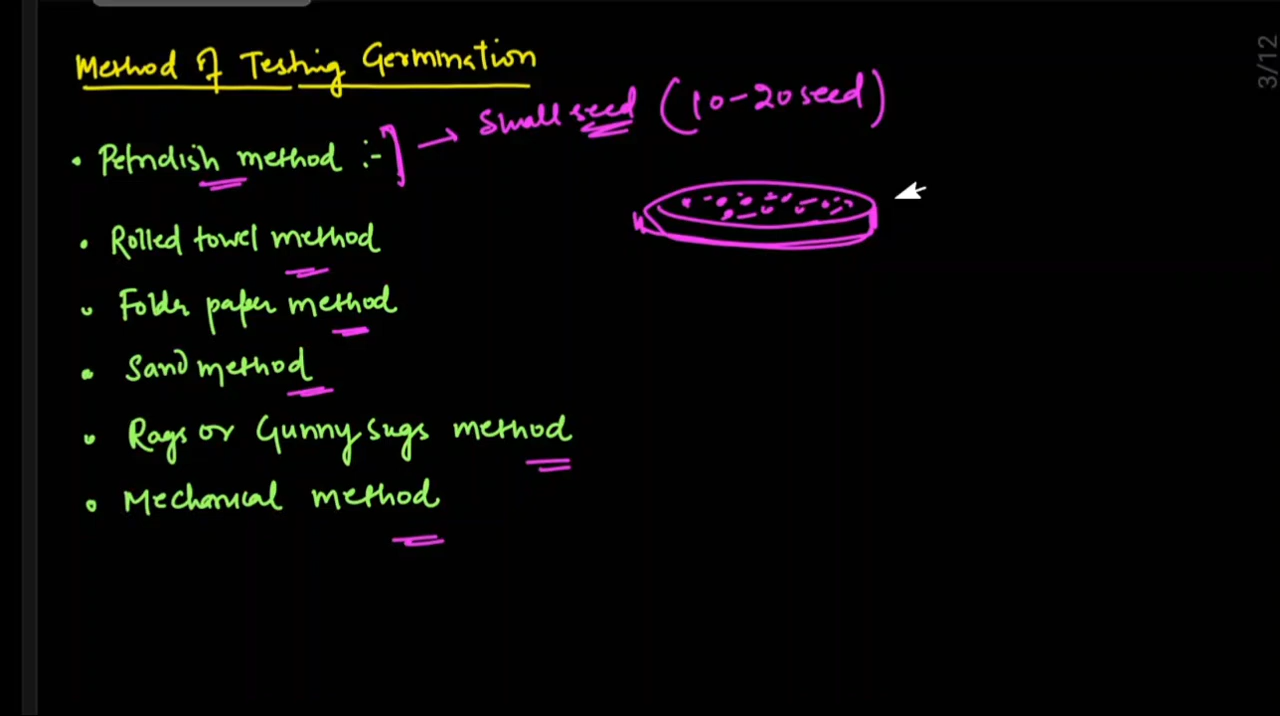 Method Of Testing Germination
• Petridish method :-] → Small seed (10-20 seed)
• Rolled towel method
• Folder paper method
• Sand method
• Rags or Gunny sugs method
• Mechanical method
3/12